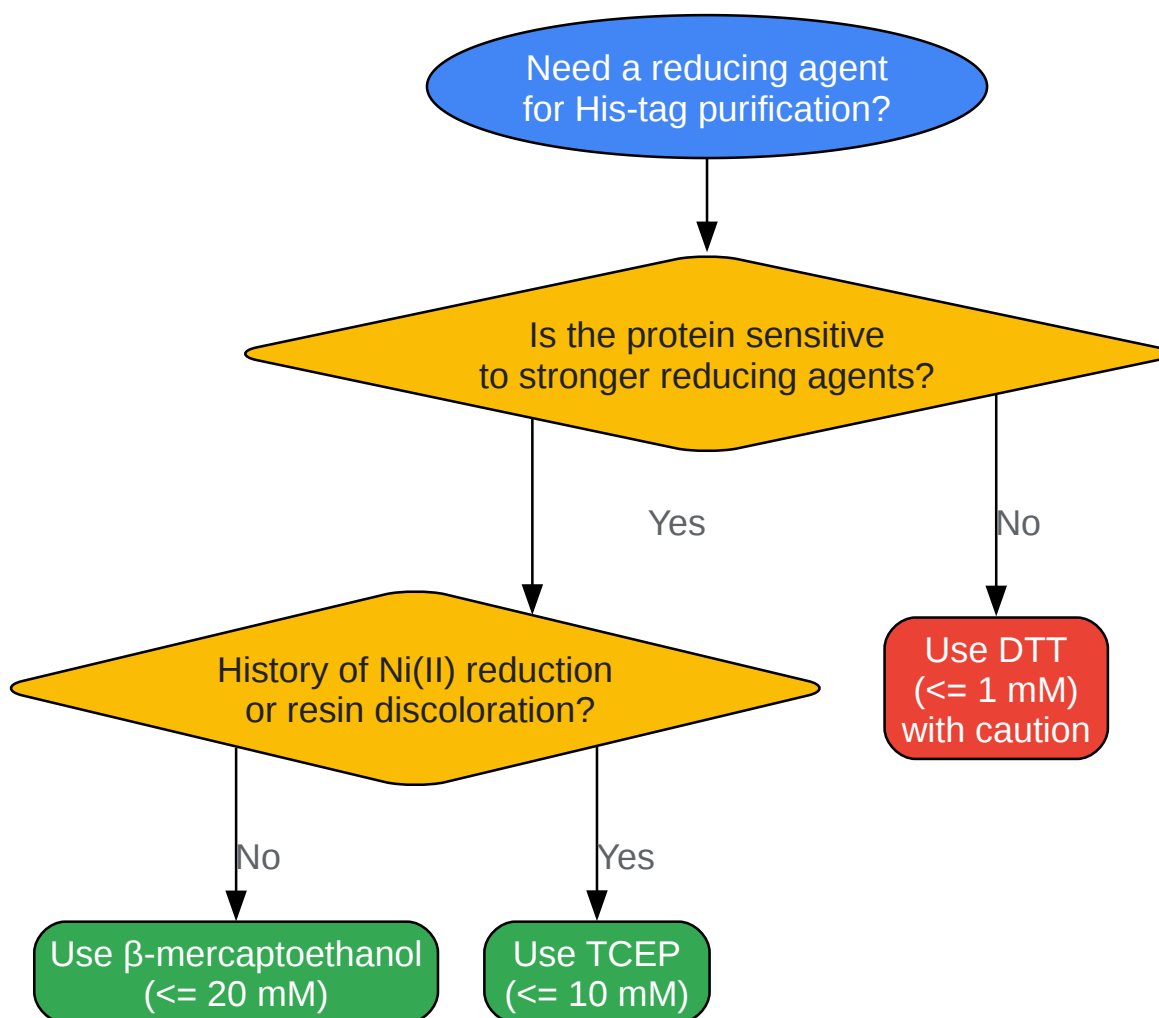 Need a reducing agent
for His-tag purification?
Is the protein sensitive
to stronger reducing agents?
Yes
No
History of Ni(II) reduction
or resin discoloration?
Use DTT
(<= 1 mM)
with caution
No
Yes
Use β-mercaptoethanol
(<= 20 mM)
Use TCEP
(<= 10 mM)